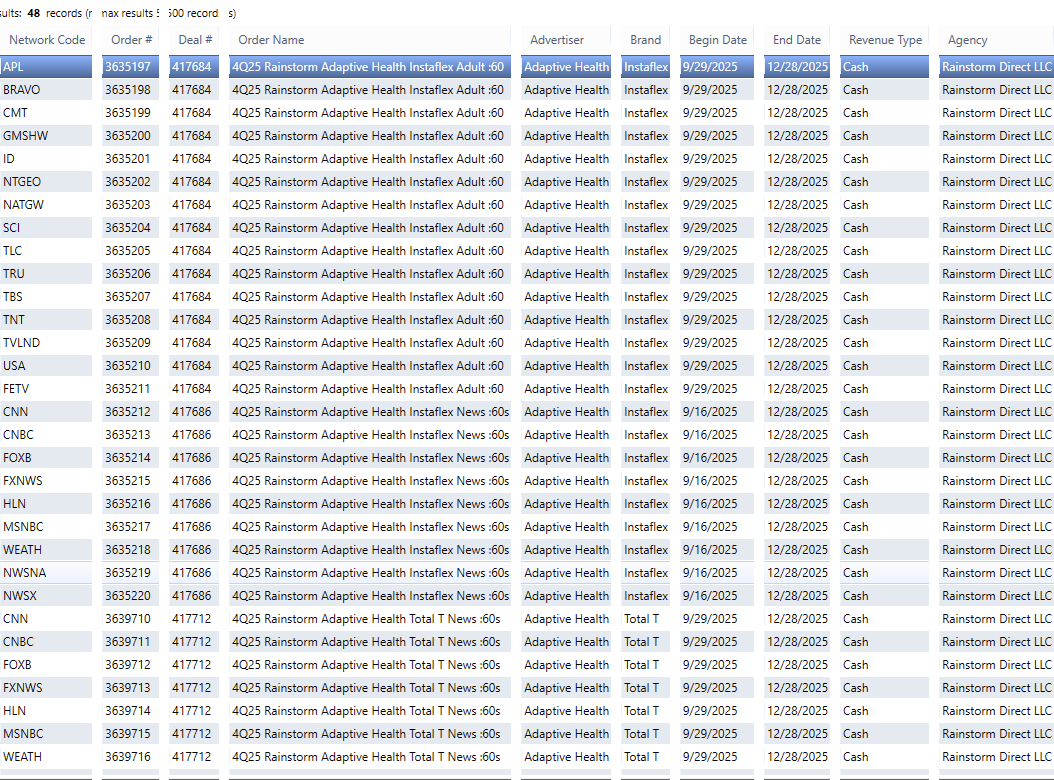 sults: 48 records (r max results 5 500 record s)
Network Code Order # Deal # Order Name Advertiser Brand Begin Date End Date Revenue Type Agency
APL 3635197 417684 4Q25 Rainstorm Adaptive Health Instaflex Adult :60 Adaptive Health Instaflex 9/29/2025 12/28/2025 Cash Rainstorm Direct LLC
BRAVO 3635198 417684 4Q25 Rainstorm Adaptive Health Instaflex Adult :60 Adaptive Health Instaflex 9/29/2025 12/28/2025 Cash Rainstorm Direct LLC
CMT 3635199 417684 4Q25 Rainstorm Adaptive Health Instaflex Adult :60 Adaptive Health Instaflex 9/29/2025 12/28/2025 Cash Rainstorm Direct LLC
GMSHW 3635200 417684 4Q25 Rainstorm Adaptive Health Instaflex Adult :60 Adaptive Health Instaflex 9/29/2025 12/28/2025 Cash Rainstorm Direct LLC
ID 3635201 417684 4Q25 Rainstorm Adaptive Health Instaflex Adult :60 Adaptive Health Instaflex 9/29/2025 12/28/2025 Cash Rainstorm Direct LLC
NTGEO 3635202 417684 4Q25 Rainstorm Adaptive Health Instaflex Adult :60 Adaptive Health Instaflex 9/29/2025 12/28/2025 Cash Rainstorm Direct LLC
NATGW 3635203 417684 4Q25 Rainstorm Adaptive Health Instaflex Adult :60 Adaptive Health Instaflex 9/29/2025 12/28/2025 Cash Rainstorm Direct LLC
SCI 3635204 417684 4Q25 Rainstorm Adaptive Health Instaflex Adult :60 Adaptive Health Instaflex 9/29/2025 12/28/2025 Cash Rainstorm Direct LLC
TLC 3635205 417684 4Q25 Rainstorm Adaptive Health Instaflex Adult :60 Adaptive Health Instaflex 9/29/2025 12/28/2025 Cash Rainstorm Direct LLC
TRU 3635206 417684 4Q25 Rainstorm Adaptive Health Instaflex Adult :60 Adaptive Health Instaflex 9/29/2025 12/28/2025 Cash Rainstorm Direct LLC
TBS 3635207 417684 4Q25 Rainstorm Adaptive Health Instaflex Adult :60 Adaptive Health Instaflex 9/29/2025 12/28/2025 Cash Rainstorm Direct LLC
TNT 3635208 417684 4Q25 Rainstorm Adaptive Health Instaflex Adult :60 Adaptive Health Instaflex 9/29/2025 12/28/2025 Cash Rainstorm Direct LLC
TVLND 3635209 417684 4Q25 Rainstorm Adaptive Health Instaflex Adult :60 Adaptive Health Instaflex 9/29/2025 12/28/2025 Cash Rainstorm Direct LLC
USA 3635210 417684 4Q25 Rainstorm Adaptive Health Instaflex Adult :60 Adaptive Health Instaflex 9/29/2025 12/28/2025 Cash Rainstorm Direct LLC
FETV 3635211 417684 4Q25 Rainstorm Adaptive Health Instaflex Adult :60 Adaptive Health Instaflex 9/29/2025 12/28/2025 Cash Rainstorm Direct LLC
CNN 3635212 417686 4Q25 Rainstorm Adaptive Health Instaflex News :60s Adaptive Health Instaflex 9/16/2025 12/28/2025 Cash Rainstorm Direct LLC
CNBC 3635213 417686 4Q25 Rainstorm Adaptive Health Instaflex News :60s Adaptive Health Instaflex 9/16/2025 12/28/2025 Cash Rainstorm Direct LLC
FOXB 3635214 417686 4Q25 Rainstorm Adaptive Health Instaflex News :60s Adaptive Health Instaflex 9/16/2025 12/28/2025 Cash Rainstorm Direct LLC
FXNWS 3635215 417686 4Q25 Rainstorm Adaptive Health Instaflex News :60s Adaptive Health Instaflex 9/16/2025 12/28/2025 Cash Rainstorm Direct LLC
HLN 3635216 417686 4Q25 Rainstorm Adaptive Health Instaflex News :60s Adaptive Health Instaflex 9/16/2025 12/28/2025 Cash Rainstorm Direct LLC
MSNBC 3635217 417686 4Q25 Rainstorm Adaptive Health Instaflex News :60s Adaptive Health Instaflex 9/16/2025 12/28/2025 Cash Rainstorm Direct LLC
WEATH 3635218 417686 4Q25 Rainstorm Adaptive Health Instaflex News :60s Adaptive Health Instaflex 9/16/2025 12/28/2025 Cash Rainstorm Direct LLC
NWSNA 3635219 417686 4Q25 Rainstorm Adaptive Health Instaflex News :60s Adaptive Health Instaflex 9/16/2025 12/28/2025 Cash Rainstorm Direct LLC
NWSX 3635220 417686 4Q25 Rainstorm Adaptive Health Instaflex News :60s Adaptive Health Instaflex 9/16/2025 12/28/2025 Cash Rainstorm Direct LLC
CNN 3639710 417712 4Q25 Rainstorm Adaptive Health Total T News :60s Adaptive Health Total T 9/29/2025 12/28/2025 Cash Rainstorm Direct LLC
CNBC 3639711 417712 4Q25 Rainstorm Adaptive Health Total T News :60s Adaptive Health Total T 9/29/2025 12/28/2025 Cash Rainstorm Direct LLC
FOXB 3639712 417712 4Q25 Rainstorm Adaptive Health Total T News :60s Adaptive Health Total T 9/29/2025 12/28/2025 Cash Rainstorm Direct LLC
FXNWS 3639713 417712 4Q25 Rainstorm Adaptive Health Total T News :60s Adaptive Health Total T 9/29/2025 12/28/2025 Cash Rainstorm Direct LLC
HLN 3639714 417712 4Q25 Rainstorm Adaptive Health Total T News :60s Adaptive Health Total T 9/29/2025 12/28/2025 Cash Rainstorm Direct LLC
MSNBC 3639715 417712 4Q25 Rainstorm Adaptive Health Total T News :60s Adaptive Health Total T 9/29/2025 12/28/2025 Cash Rainstorm Direct LLC
WEATH 3639716 417712 4Q25 Rainstorm Adaptive Health Total T News :60s Adaptive Health Total T 9/29/2025 12/28/2025 Cash Rainstorm Direct LLC